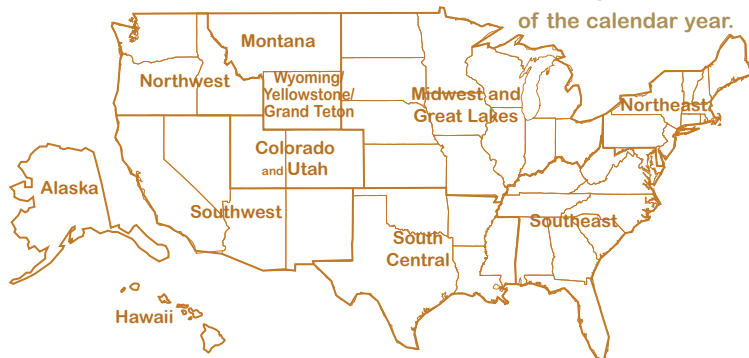 of the calendar year.
Montana
Northwest
Wyoming/
Yellowstone/
Grand Teton
Midwest and
Great Lakes
Northeast
Colorado
and Utah
Alaska
Southwest
Southeast
South
Central
Hawaii